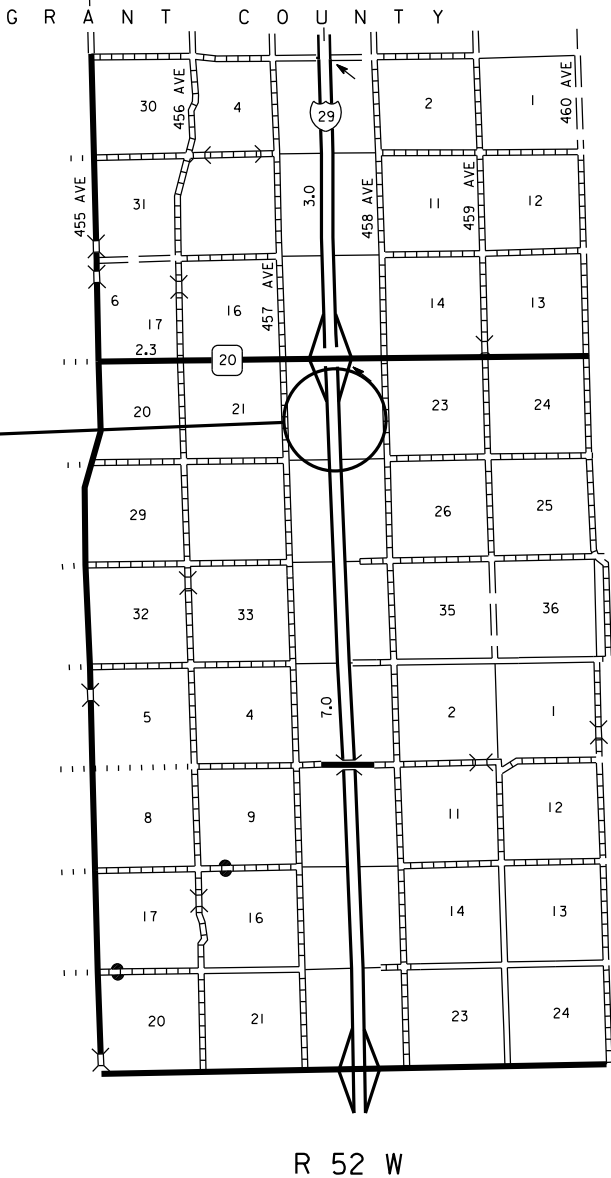 GRANT COUNTY
30 456 AVE 4 29 2 1 460 AVE
455 AVE 31 3.0 458 AVE 11 459 AVE 12
6 17 16 457 AVE 14 13
2.3 20
20 21 23 24
29 26 25
32 33 35 36
5 4 7.0 2 1
8 9 11 12
17 16 14 13
20 21 23 24
R 52 W